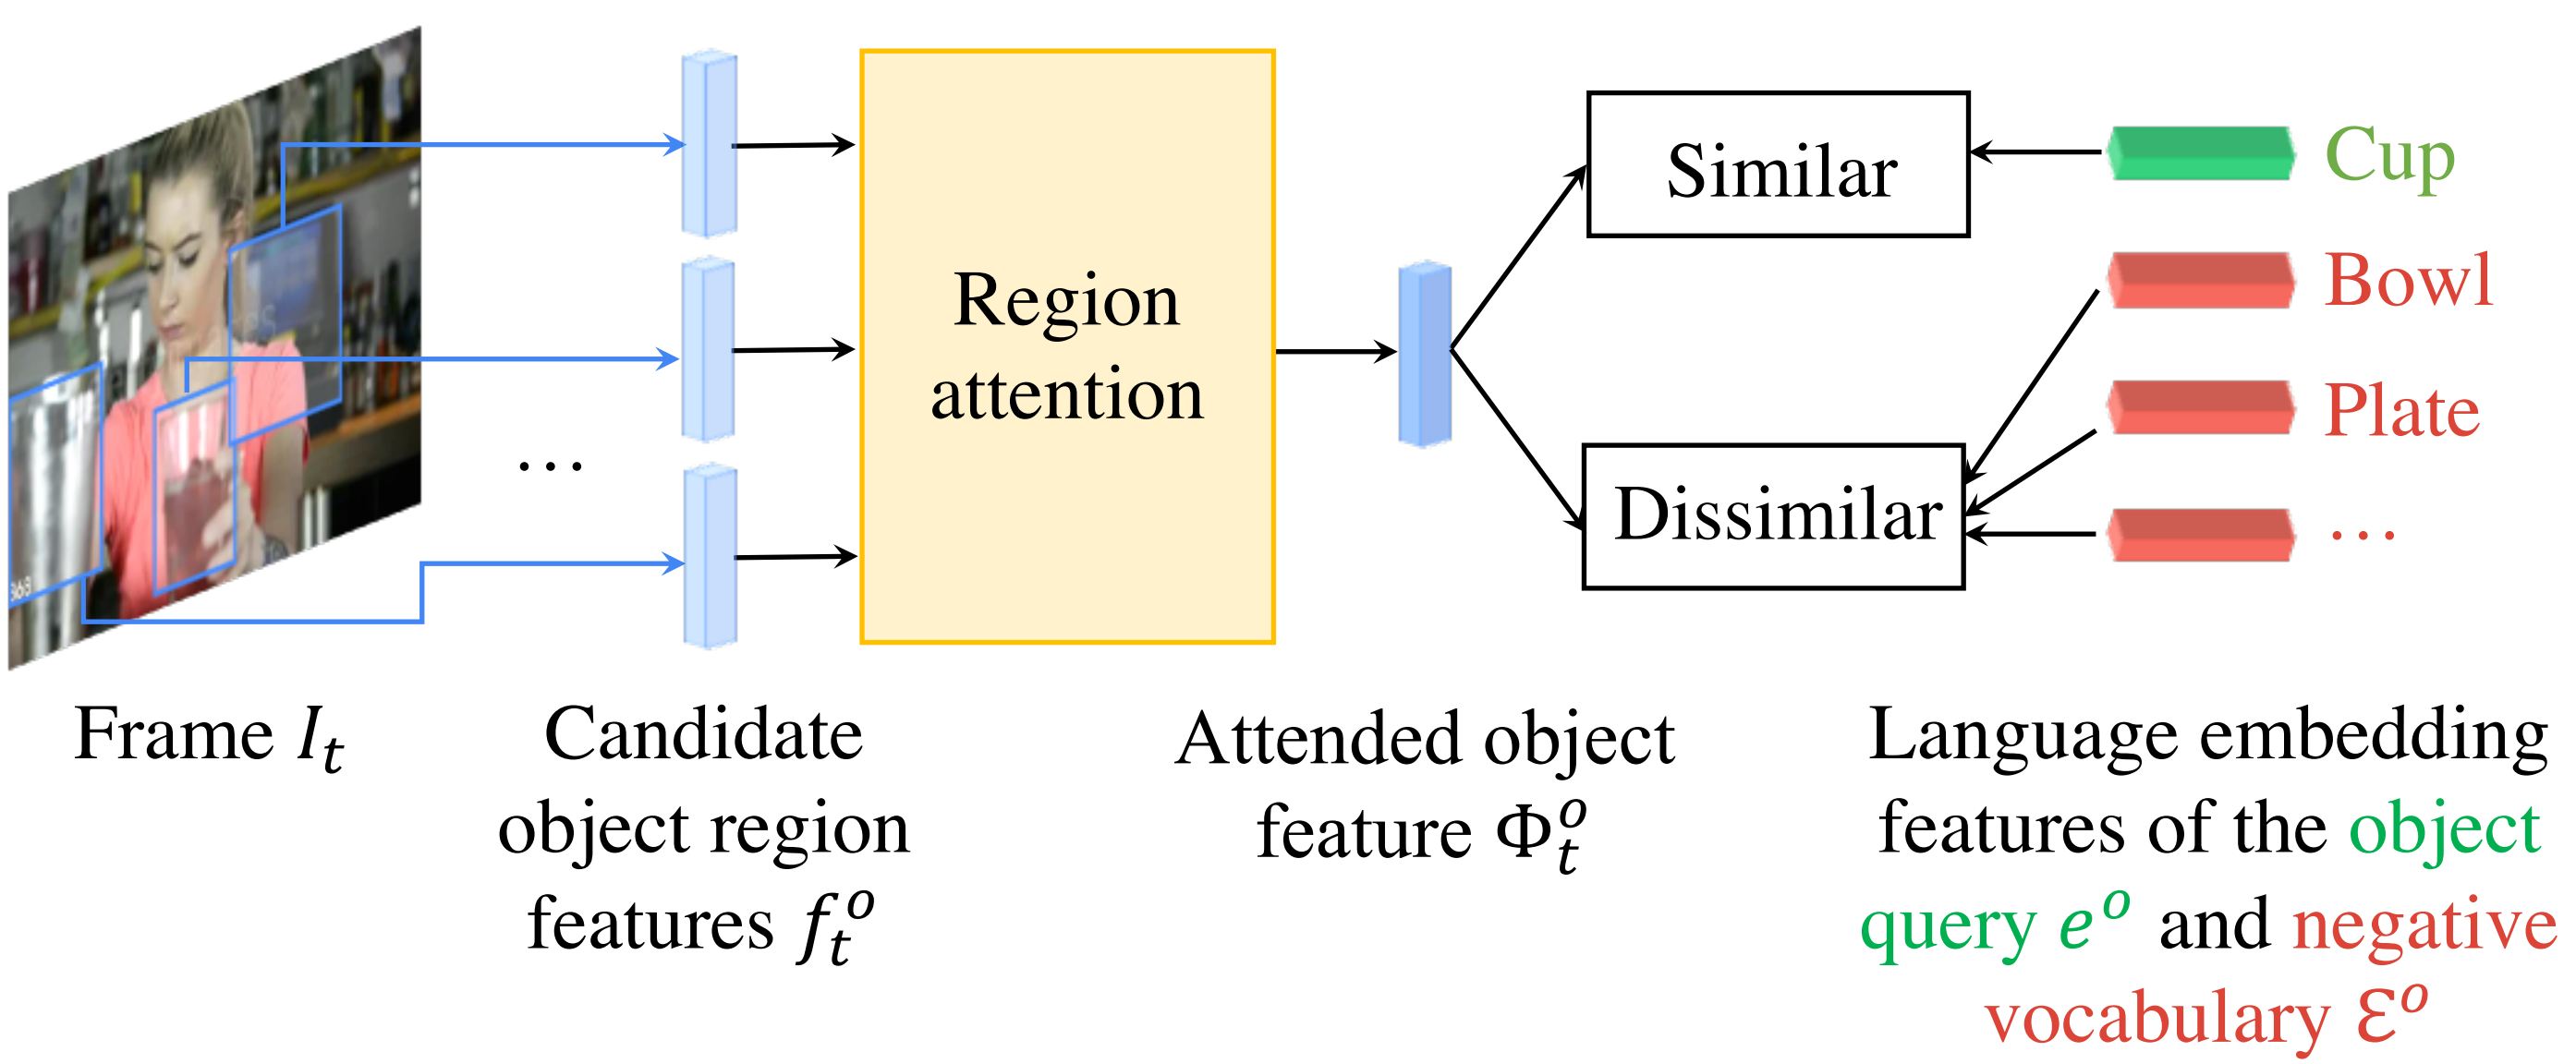 Cup
Similar
Bowl
Region
attention
Plate
...
Dissimilar
...
Frame I_t
Candidate
object region
features f_t^o
Attended object
feature Φ_t^o
Language embedding
features of the object
query e^o and negative
vocabulary Ɛ^o